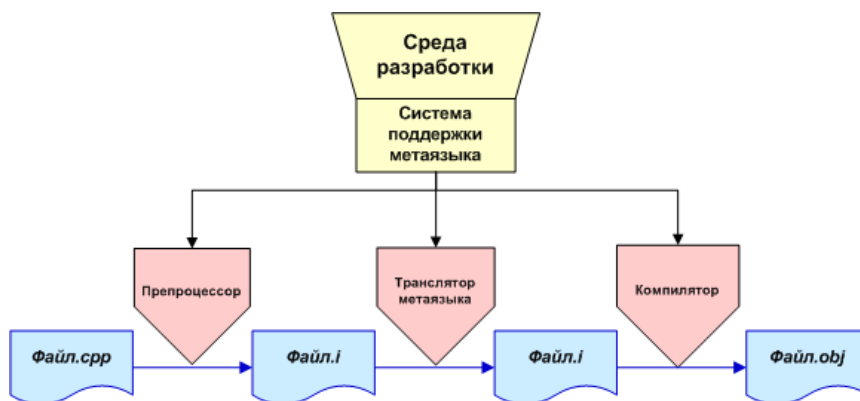 Среда
разработки
Система
поддержки
метаязыка
Препроцессор
Транслятор
метаязыка
Компилятор
Файл.cpp
Файл.i
Файл.i
Файл.obj